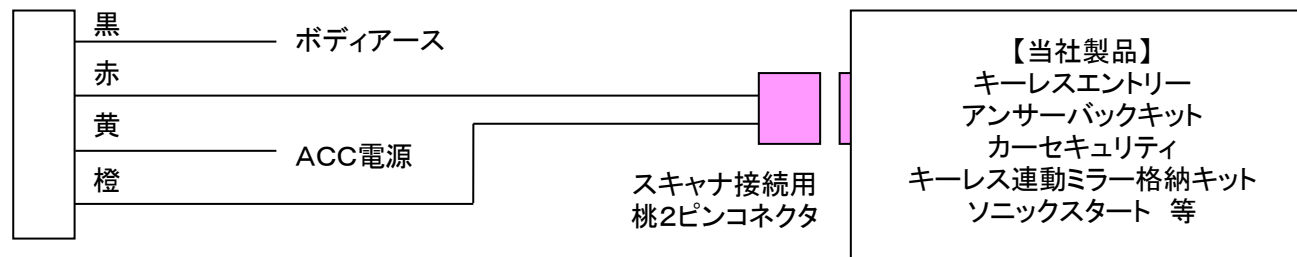 黒
ボディアース
赤
黄
ACC電源
橙
スキャナ接続用
桃2ピンコネクタ
【当社製品】
キーレスエントリー
アンサーバックキット
カーセキュリティ
キーレス連動ミラー格納キット
ソニックスタート 等